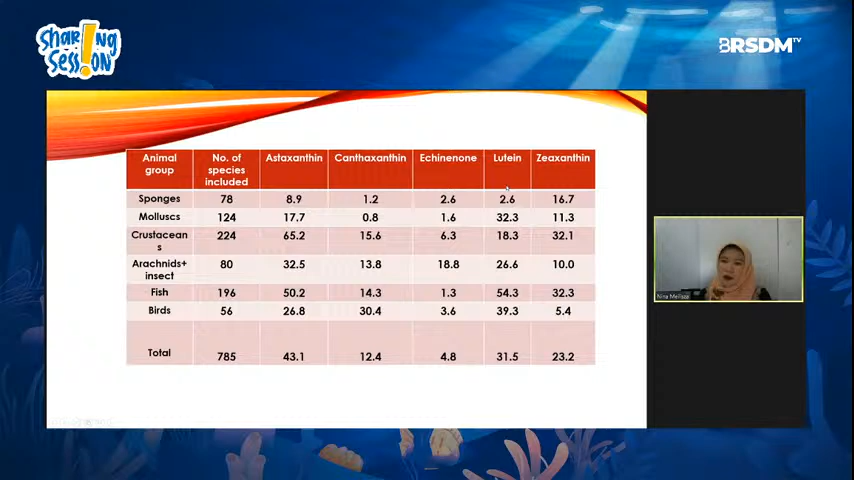 Sharing
Session
BRSDM TV
Animal group
No. of species included
Astaxanthin
Canthaxanthin
Echinenone
Lutein
Zeaxanthin
Sponges 78 8.9 1.2 2.6 2.6 16.7
Molluscs 124 17.7 0.8 1.6 32.3 11.3
Crustaceans 224 65.2 15.6 6.3 18.3 32.1
Arachnids+ insect 80 32.5 13.8 18.8 26.6 10.0
Fish 196 50.2 14.3 1.3 54.3 32.3
Birds 56 26.8 30.4 3.6 39.3 5.4
Total 785 43.1 12.4 4.8 31.5 23.2
Nina Melissa